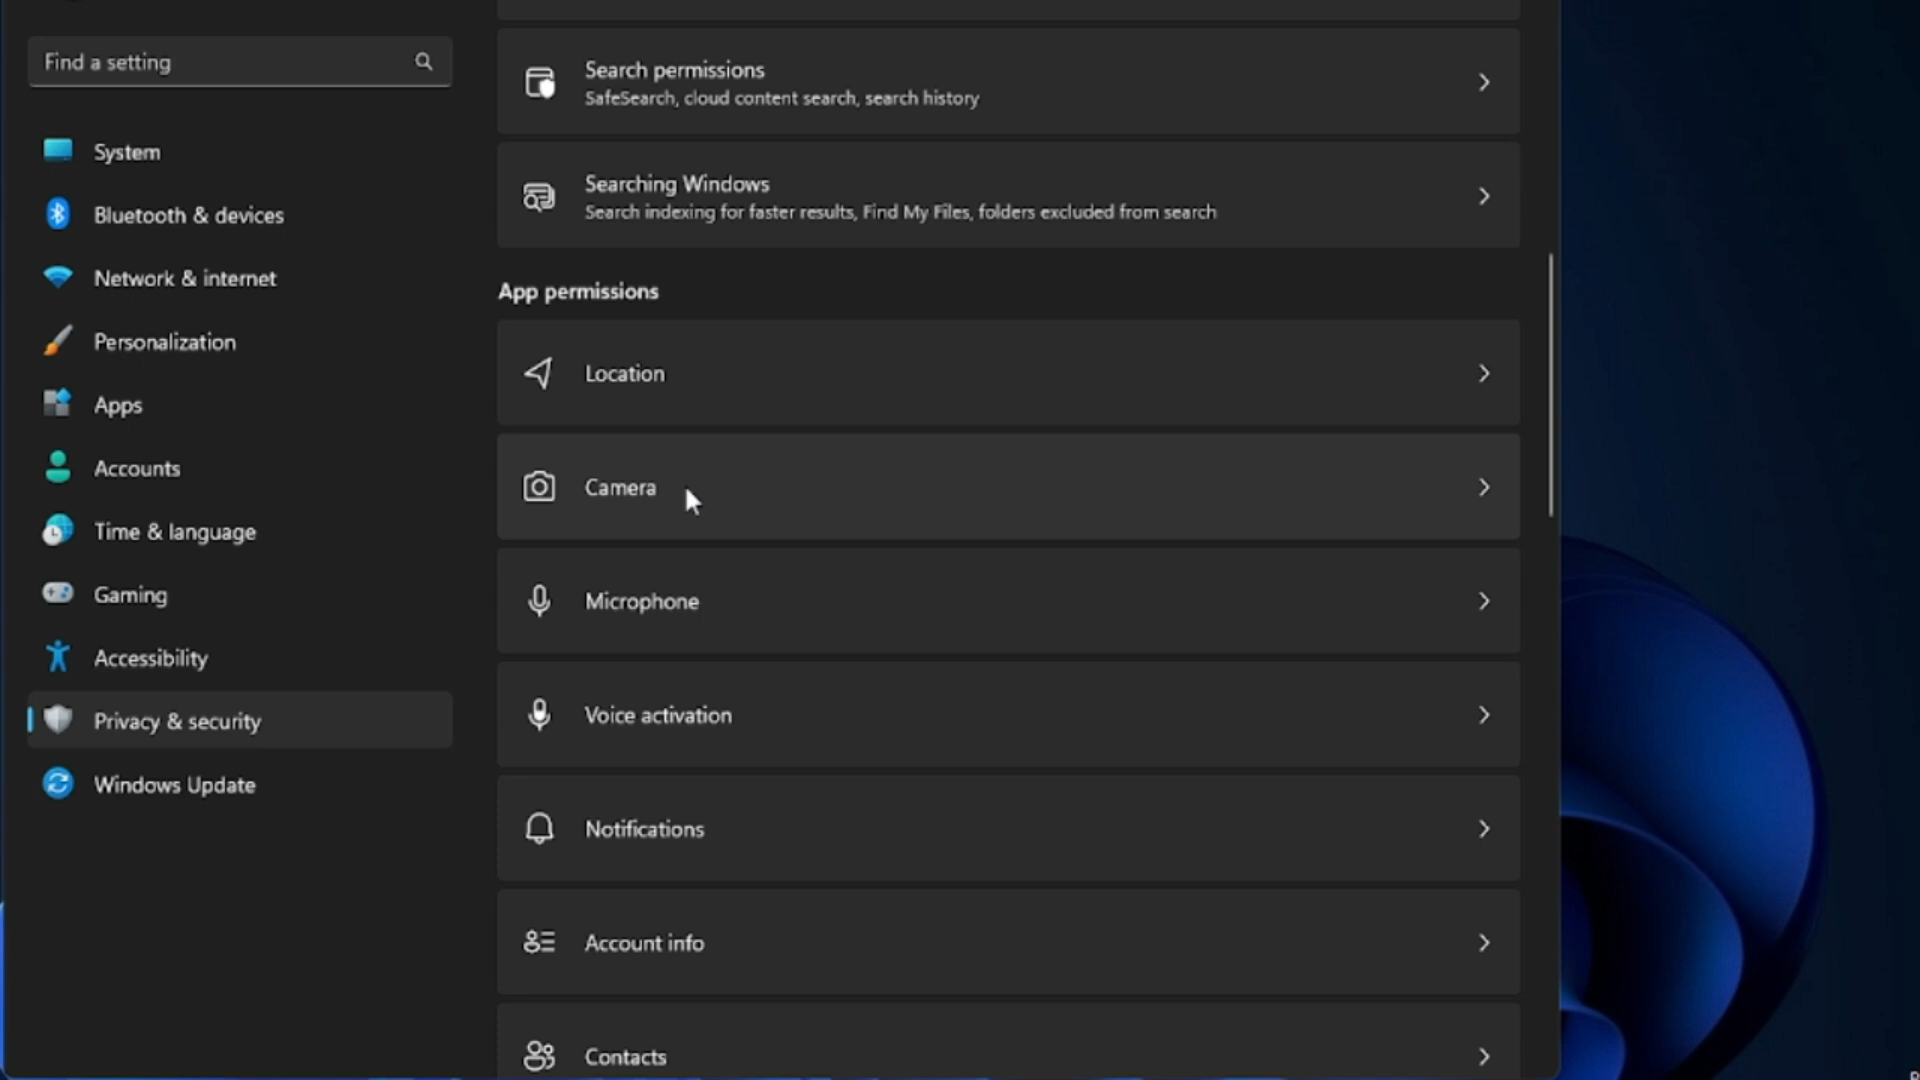 Find a setting
System
Bluetooth & devices
Network & internet
Personalization
Apps
Accounts
Time & language
Gaming
Accessibility
Privacy & security
Windows Update
Search permissions
SafeSearch, cloud content search, search history
Searching Windows
Search indexing for faster results, Find My Files, folders excluded from search
App permissions
Location
Camera
Microphone
Voice activation
Notifications
Account info
Contacts